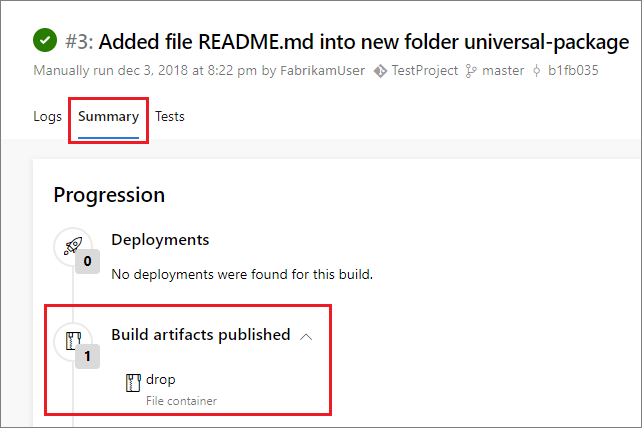 #3: Added file README.md into new folder universal-package
Manually run dec 3, 2018 at 8:22 pm by FabrikamUser TestProject master b1fb035
Logs Summary Tests
Progression
Deployments
0
No deployments were found for this build.
Build artifacts published
1
drop
File container